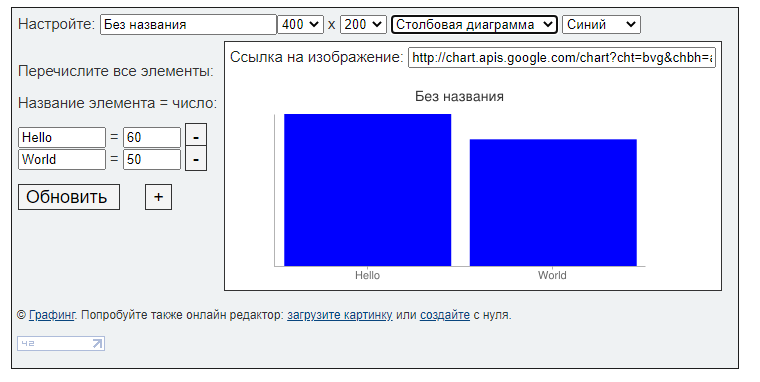 Настройте: Без названия 400 x 200 Столбовая диаграмма Синий
Ссылка на изображение: http://chart.apis.google.com/chart?cht=bvg&chbh=a
Перечислите все элементы:
Название элемента = число:
Hello = 60 -
World = 50 -
Обновить +
Без названия
Hello World
© Графинг. Попробуйте также онлайн редактор: загрузите картинку или создайте с нуля.
42